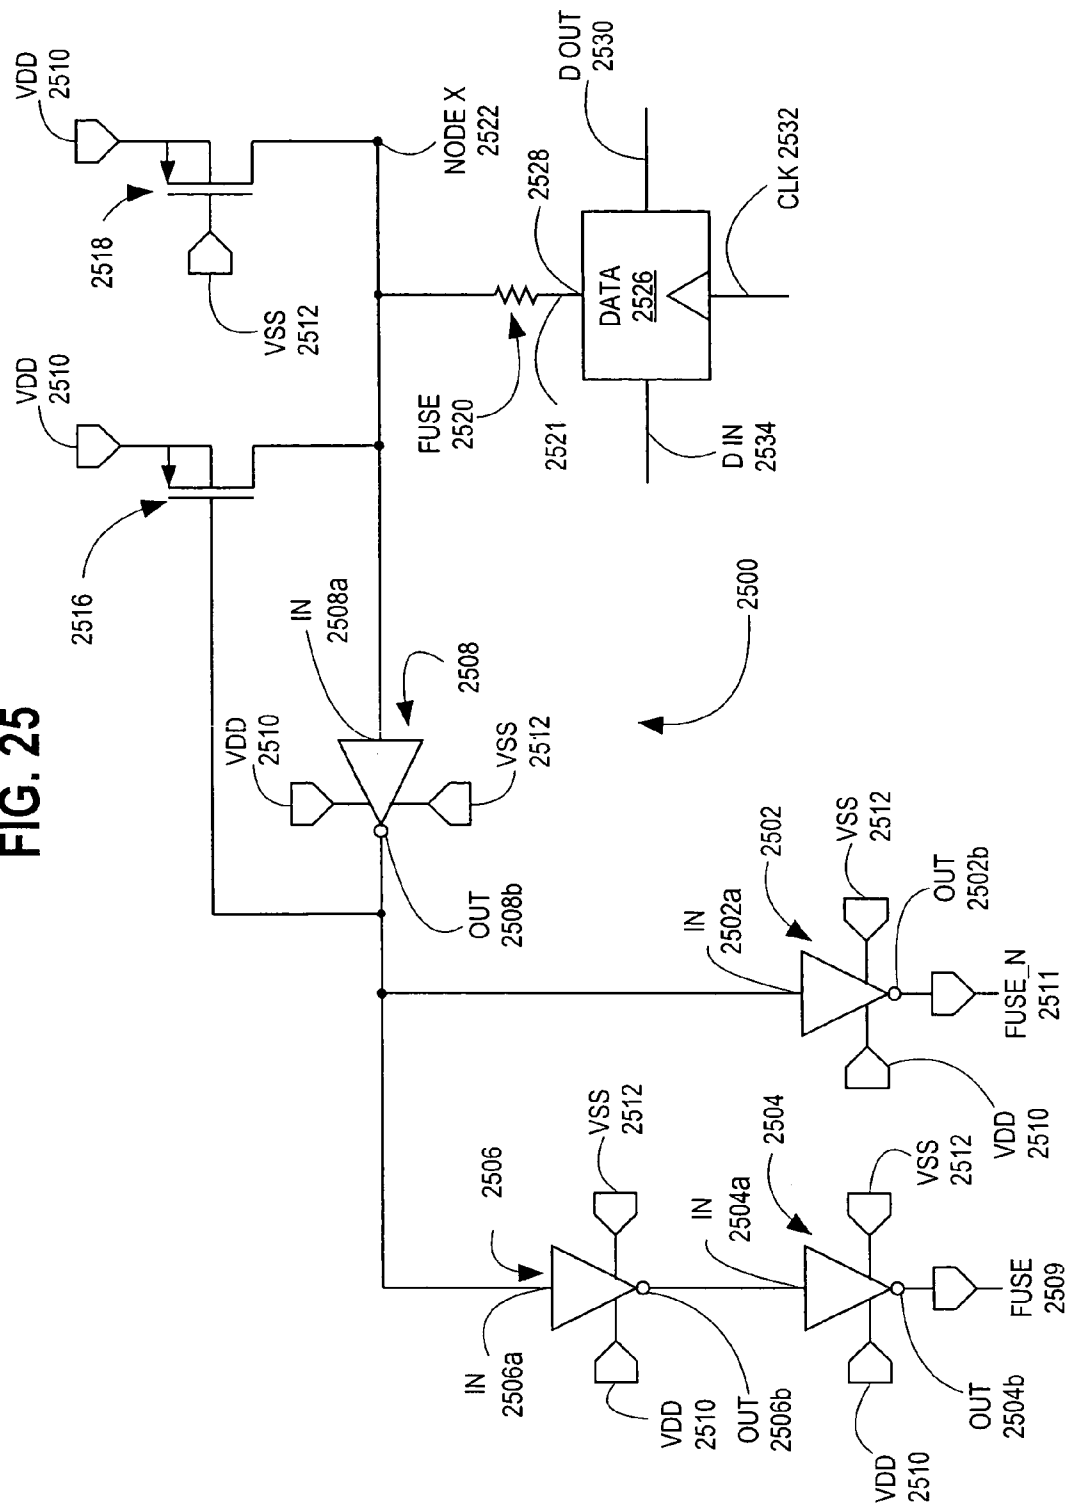 FIG. 25
VDD
2510
VDD
2510
2516
2518
VSS
2512
NODE X
2522
D OUT
2530
IN
2508a
FUSE
2520
2521
2528
DATA
2526
CLK 2532
D IN
2534
VDD
2510
2508
VSS
2512
OUT
2508b
2500
IN
2502a
2502
VSS
2512
OUT
2502b
FUSE_N
2511
VDD
2510
IN
2506a
2506
VSS
2512
VDD
2510
OUT
2506b
IN
2504a
2504
VSS
2512
VDD
2510
OUT
2504b
FUSE
2509